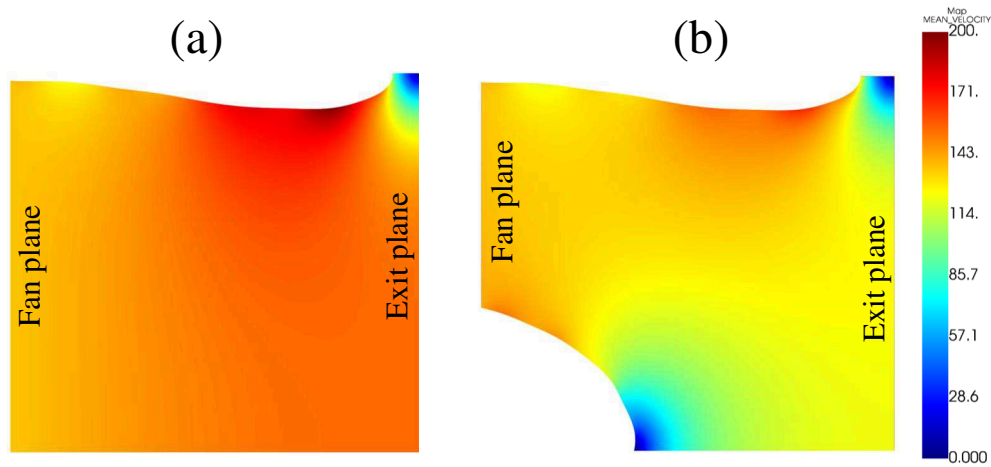 (a)
(b)
Map
MEAN_VELOCITY
200.
171.
143.
114.
85.7
57.1
28.6
0.000
Fan plane
Exit plane
Fan plane
Exit plane